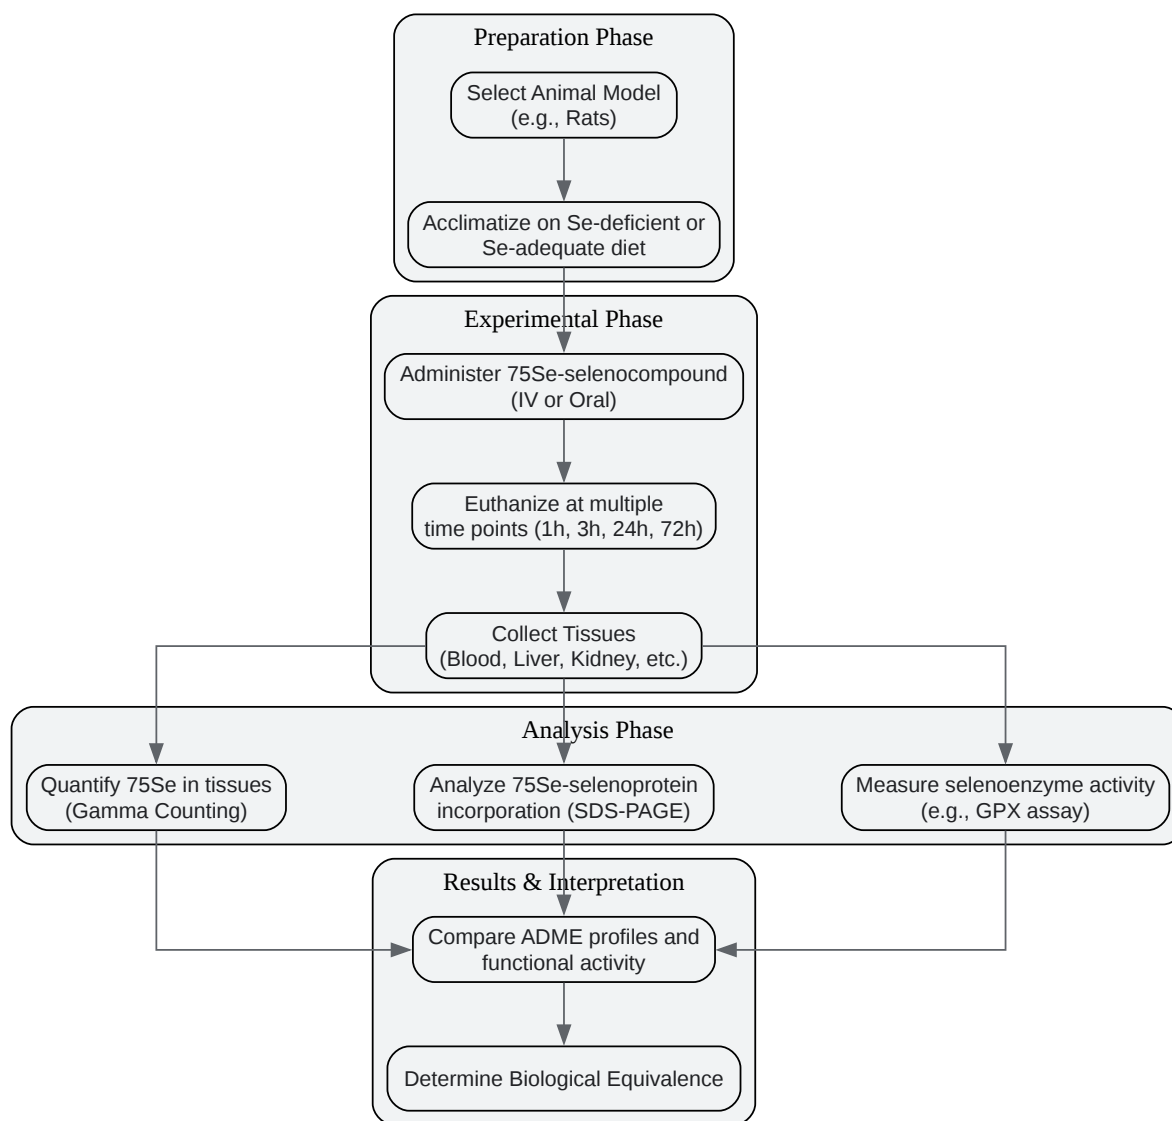 Preparation Phase
Select Animal Model
(e.g., Rats)
Acclimatize on Se-deficient or
Se-adequate diet
Experimental Phase
Administer 75Se-selenocompound
(IV or Oral)
Euthanize at multiple
time points (1h, 3h, 24h, 72h)
Collect Tissues
(Blood, Liver, Kidney, etc.)
Analysis Phase
Quantify 75Se in tissues
(Gamma Counting)
Analyze 75Se-selenoprotein
incorporation (SDS-PAGE)
Measure selenoenzyme activity
(e.g., GPX assay)
Results & Interpretation
Compare ADME profiles and
functional activity
Determine Biological Equivalence